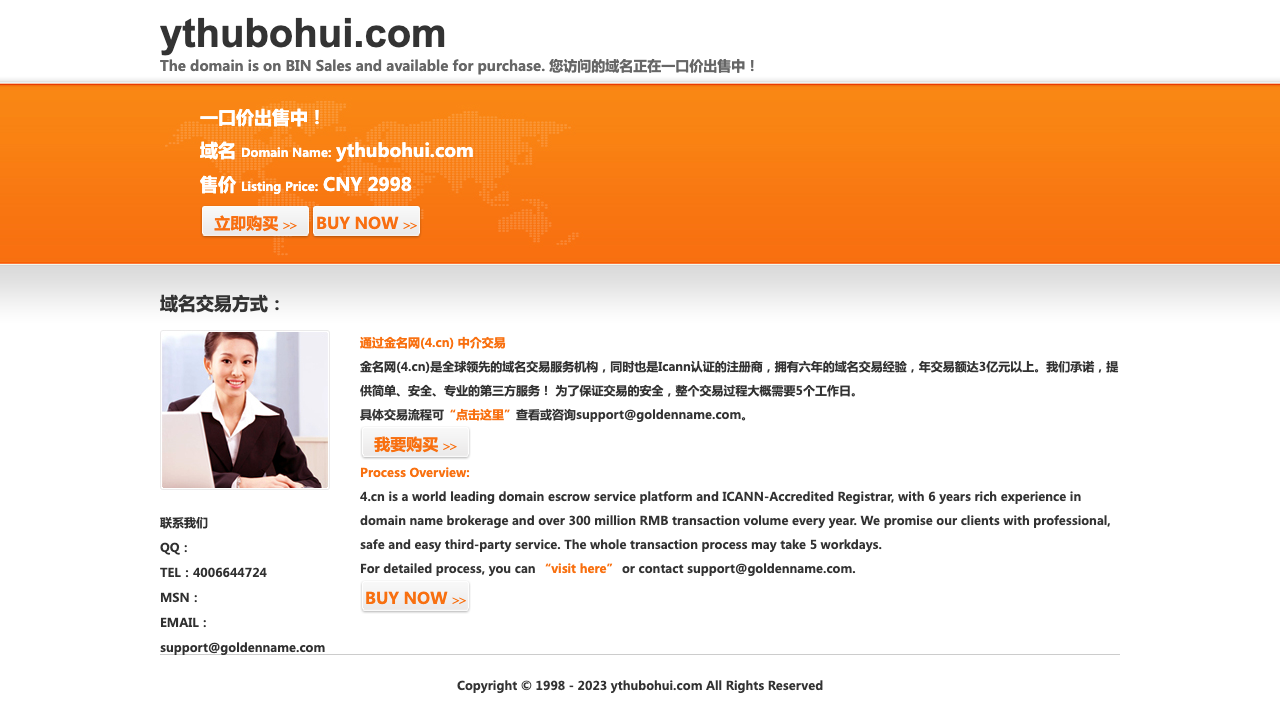 ythubohui.com
The domain is on BIN Sales and available for purchase. 您访问的域名正在一口价出售中！
一口价出售中！
域名 Domain Name: ythubohui.com
售价 Listing Price: CNY 2998
立即购买 >> BUY NOW >>
域名交易方式：
通过金名网(4.cn) 中介交易
金名网(4.cn)是全球领先的域名交易服务机构，同时也是Icann认证的注册商，拥有六年的域名交易经验，年交易额达3亿元以上。我们承诺，提
供简单、安全、专业的第三方服务！ 为了保证交易的安全，整个交易过程大概需要5个工作日。
具体交易流程可“点击这里”查看或咨询support@goldenname.com。
我要购买 >>
Process Overview:
4.cn is a world leading domain escrow service platform and ICANN-Accredited Registrar, with 6 years rich experience in
domain name brokerage and over 300 million RMB transaction volume every year. We promise our clients with professional,
safe and easy third-party service. The whole transaction process may take 5 workdays.
For detailed process, you can “visit here” or contact support@goldenname.com.
BUY NOW >>
联系我们
QQ：
TEL：4006644724
MSN：
EMAIL：
support@goldenname.com
Copyright © 1998 - 2023 ythubohui.com All Rights Reserved